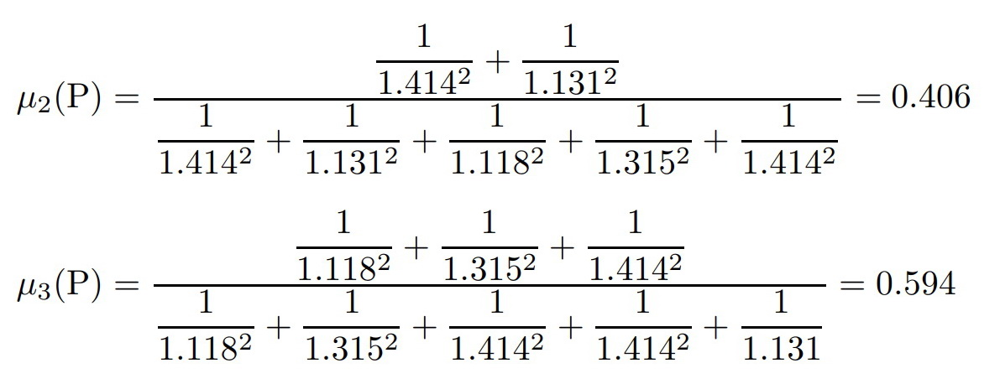 μ₂(P) = (1/1.414² + 1/1.131²) / (1/1.414² + 1/1.131² + 1/1.118² + 1/1.315² + 1/1.414²) = 0.406
μ₃(P) = (1/1.118² + 1/1.315² + 1/1.414²) / (1/1.118² + 1/1.315² + 1/1.414² + 1/1.414² + 1/1.131) = 0.594